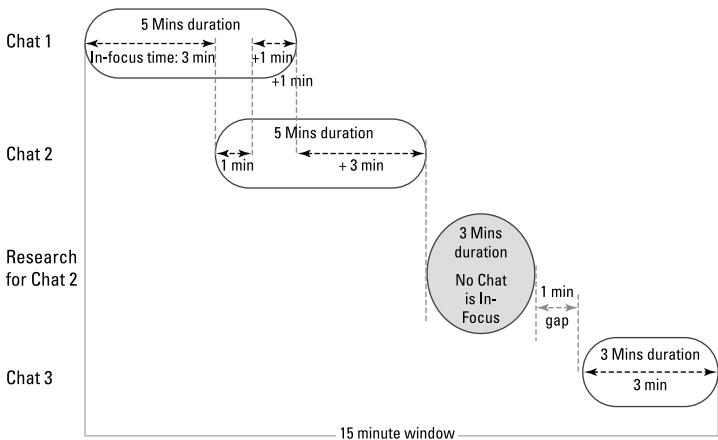 Chat 1
5 Mins duration
In-focus time: 3 min
+1 min
+1 min
Chat 2
5 Mins duration
1 min
+ 3 min
Research
for Chat 2
3 Mins
duration
No Chat
is In-
Focus
1 min
gap
Chat 3
3 Mins duration
3 min
15 minute window